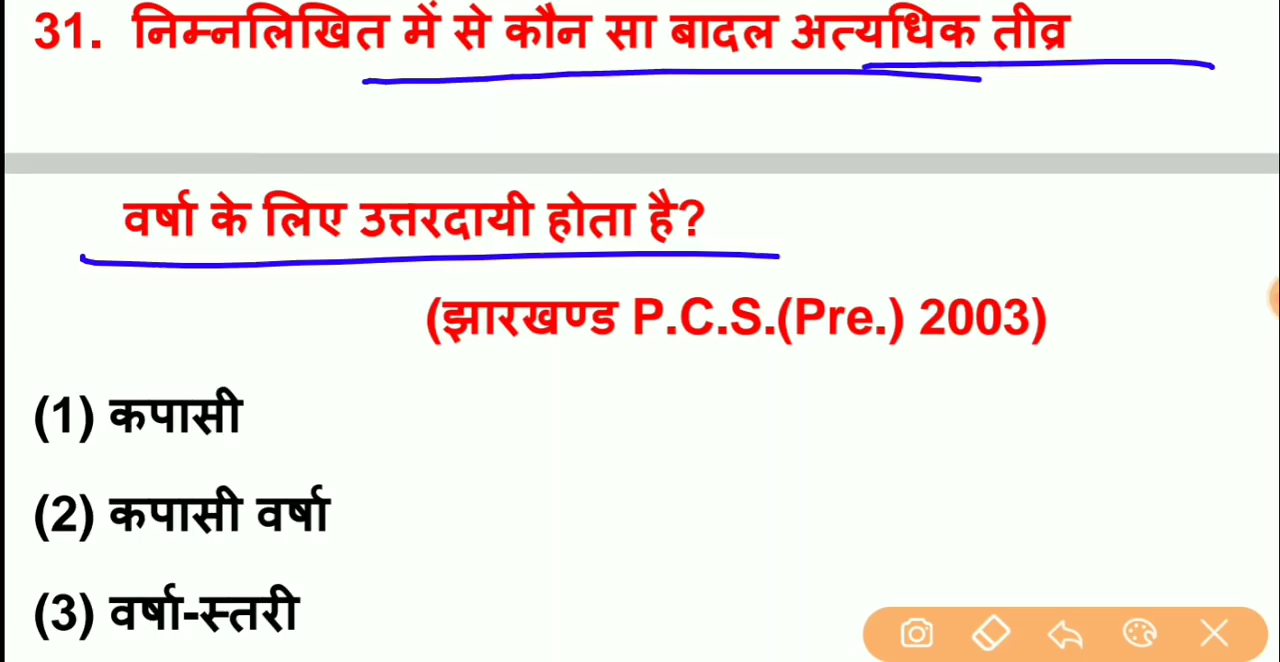 31. निम्नलिखित में से कौन सा बादल अत्यधिक तीव्र
वर्षा के लिए उत्तरदायी होता है?
(झारखण्ड P.C.S.(Pre.) 2003)
(1) कपासी
(2) कपासी वर्षा
(3) वर्षा-स्तरी